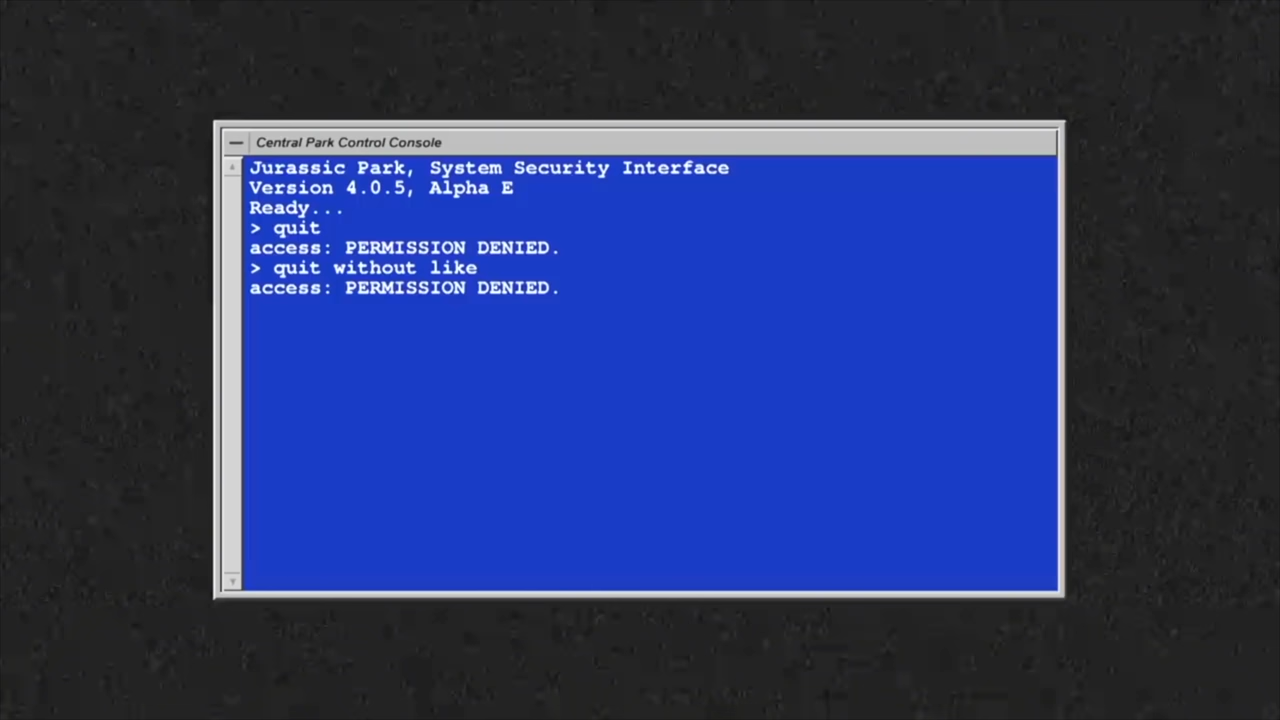 Central Park Control Console
Jurassic Park, System Security Interface
Version 4.0.5, Alpha E
Ready...
> quit
access: PERMISSION DENIED.
> quit without like
access: PERMISSION DENIED.